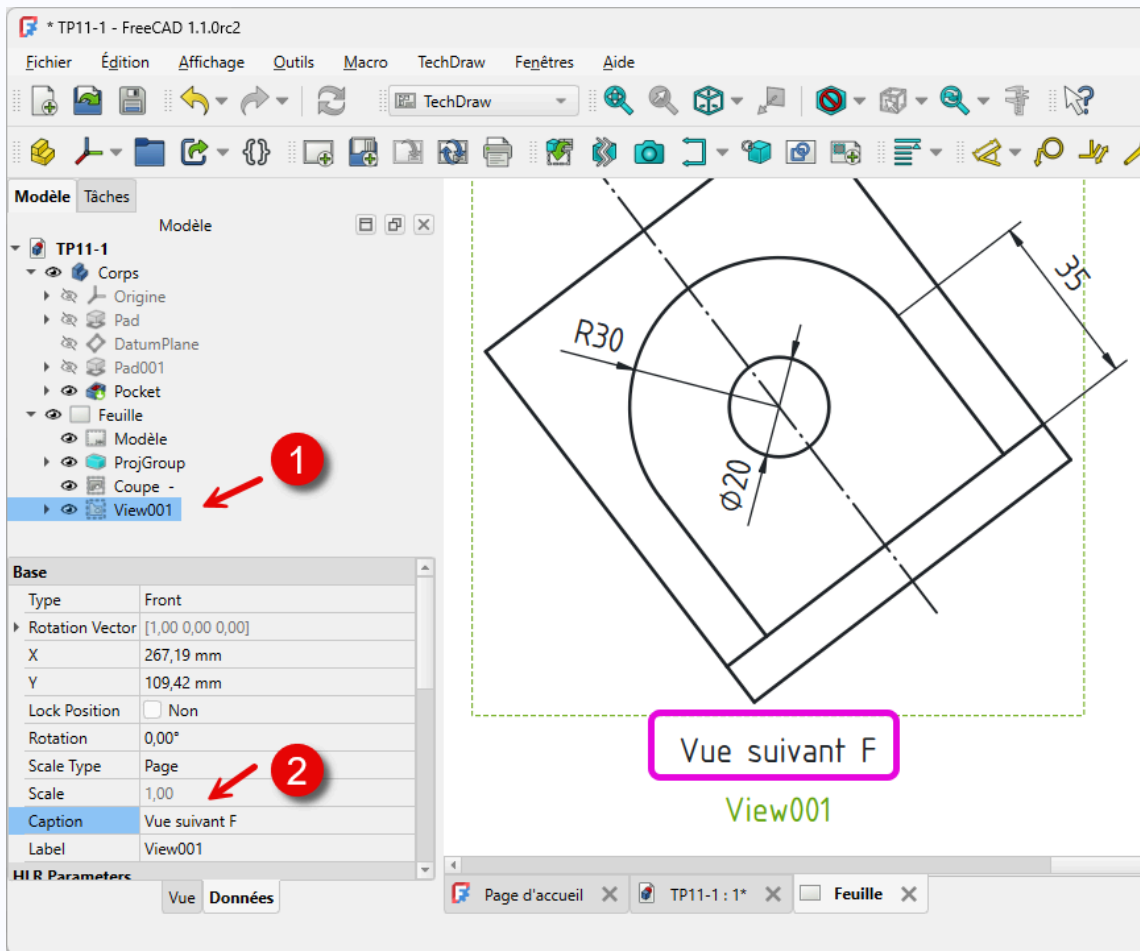 * TP11-1 - FreeCAD 1.1.0rc2
Fichier Édition Affichage Outils Macro TechDraw Fenêtres Aide
TechDraw
Modèle Tâches
Modèle
TP11-1
Corps
Origine
Pad
DatumPlane
Pad001
Pocket
Feuille
Modèle
ProjGroup
Coupe -
View001
1
Base
Type Front
Rotation Vector [1,00 0,00 0,00]
X 267,19 mm
Y 109,42 mm
Lock Position Non
Rotation 0,00°
Scale Type Page
Scale 1,00
2
Caption Vue suivant F
Label View001
HLR Parameters
Vue Données
35
R30
Φ20
Vue suivant F
View001
Page d'accueil TP11-1 : 1* Feuille